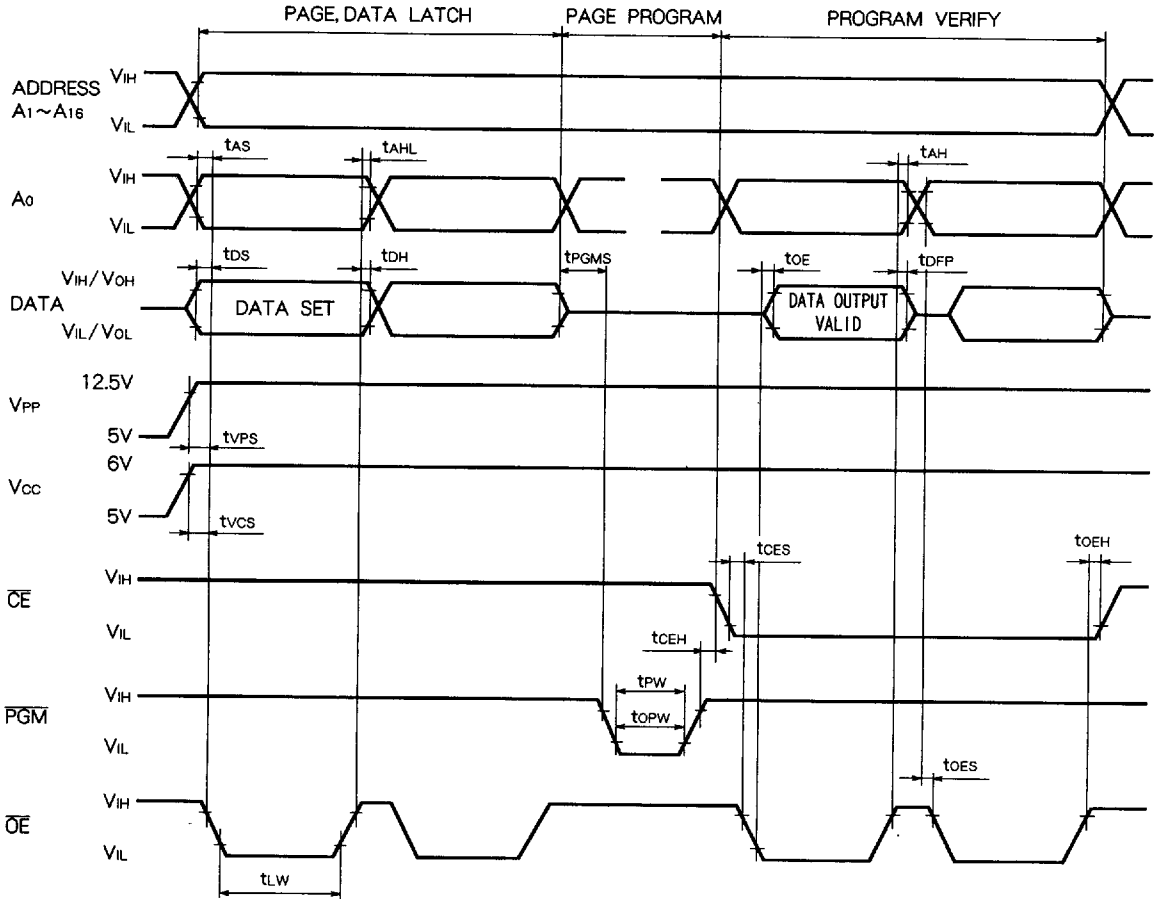 PAGE, DATA LATCH PAGE PROGRAM PROGRAM VERIFY
ADDRESS
A1~A16
VIH
VIL
tAS tAHL tAH
A0
VIH
VIL
tDS tDH tPGMS tOE tDFP
DATA
VIH/VOH
VIL/VOL
DATA SET
DATA OUTPUT
VALID
VPP
12.5V
5V
tVPS
VCC
6V
5V
tVCS
tCES tOEH
CE
VIH
VIL
tCEH
PGM
VIH
VIL
tPW
tOPW
tOES
OE
VIH
VIL
tLW